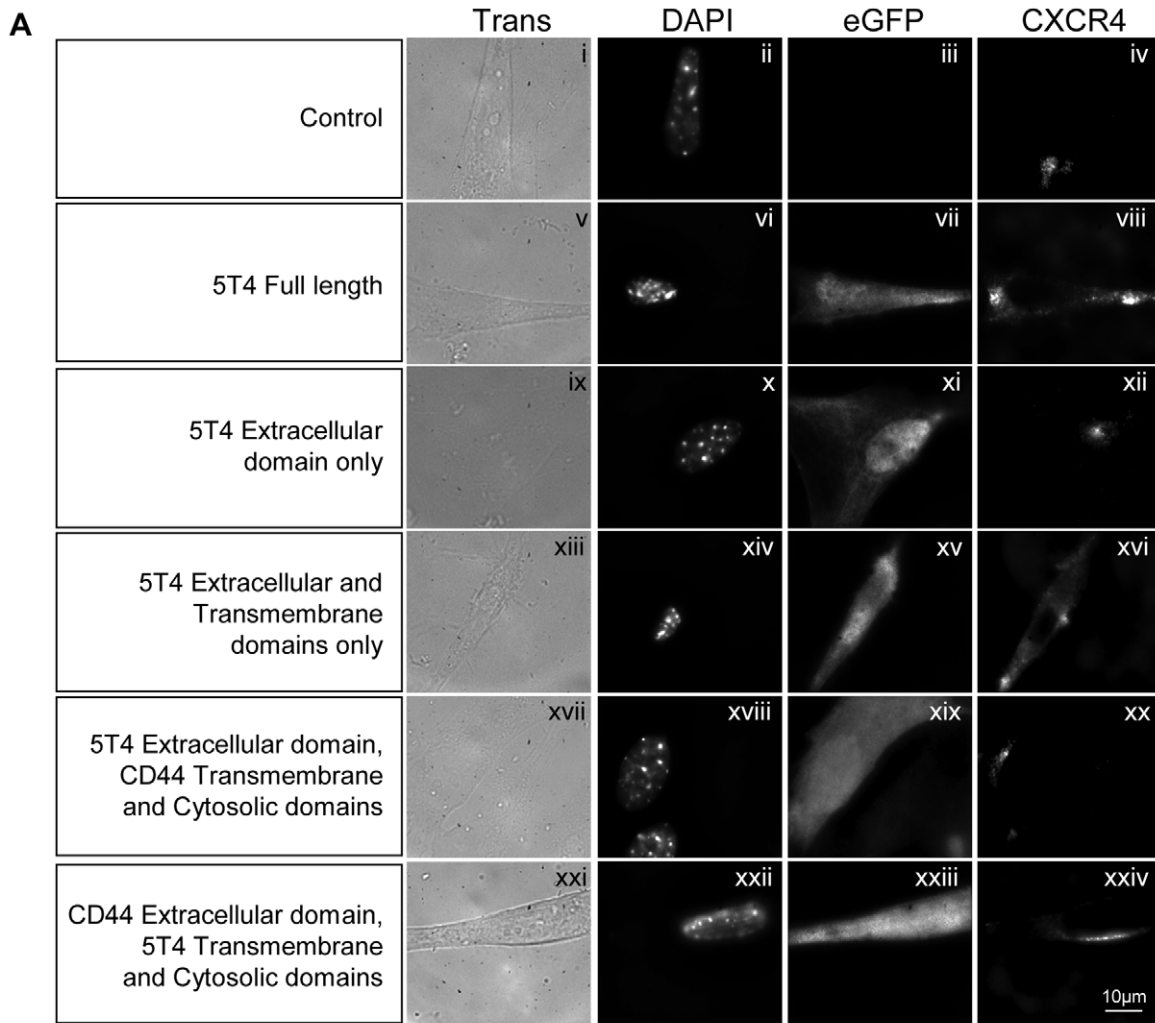 A
Trans DAPI eGFP CXCR4
Control
i ii iii iv
5T4 Full length
v vi vii viii
5T4 Extracellular
domain only
ix x xi xii
5T4 Extracellular and
Transmembrane
domains only
xiii xiv xv xvi
5T4 Extracellular domain,
CD44 Transmembrane
and Cytosolic domains
xvii xviii xix xx
CD44 Extracellular domain,
5T4 Transmembrane
and Cytosolic domains
xxi xxii xxiii xxiv
10µm